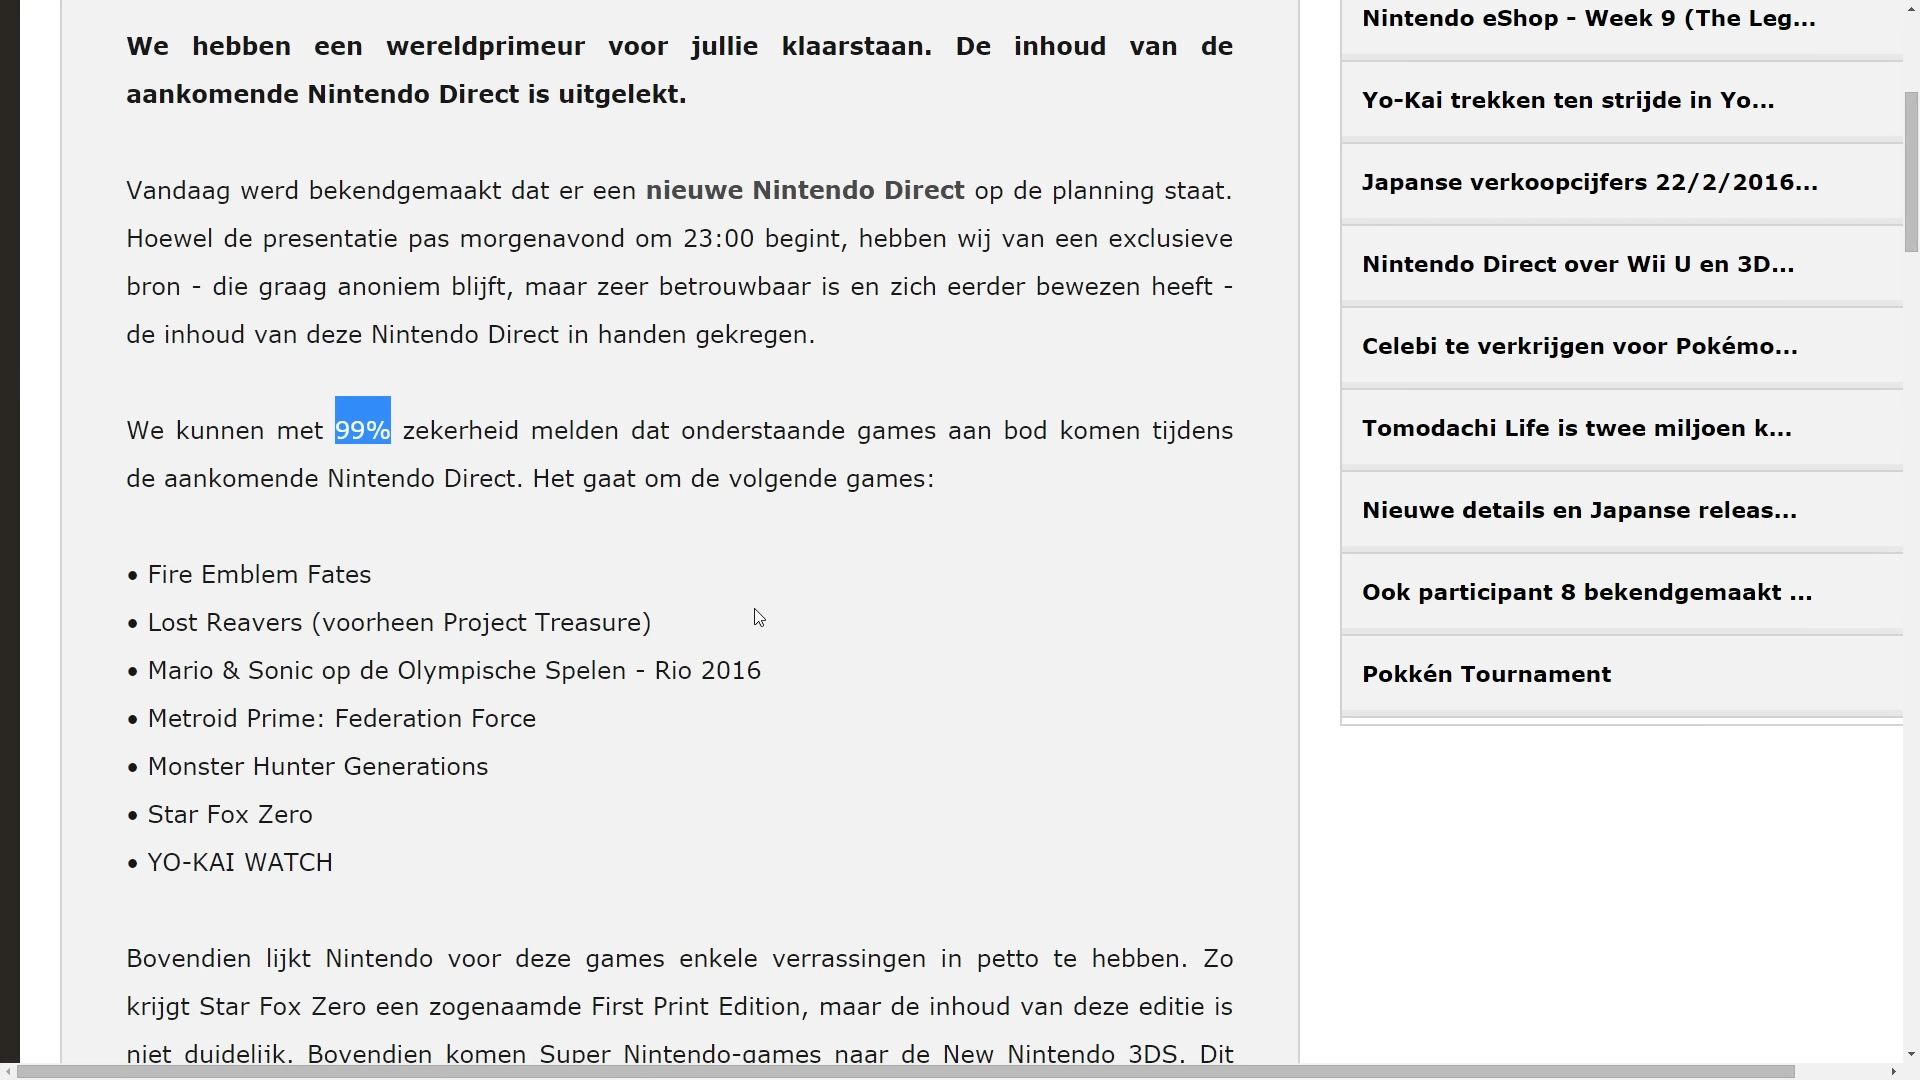 We hebben een wereldprimeur voor jullie klaarstaan. De inhoud van de
aankomende Nintendo Direct is uitgelekt.
Vandaag werd bekendgemaakt dat er een nieuwe Nintendo Direct op de planning staat.
Hoewel de presentatie pas morgenavond om 23:00 begint, hebben wij van een exclusieve
bron - die graag anoniem blijft, maar zeer betrouwbaar is en zich eerder bewezen heeft -
de inhoud van deze Nintendo Direct in handen gekregen.
We kunnen met 99% zekerheid melden dat onderstaande games aan bod komen tijdens
de aankomende Nintendo Direct. Het gaat om de volgende games:
• Fire Emblem Fates
• Lost Reavers (voorheen Project Treasure)
• Mario & Sonic op de Olympische Spelen - Rio 2016
• Metroid Prime: Federation Force
• Monster Hunter Generations
• Star Fox Zero
• YO-KAI WATCH
Bovendien lijkt Nintendo voor deze games enkele verrassingen in petto te hebben. Zo
krijgt Star Fox Zero een zogenaamde First Print Edition, maar de inhoud van deze editie is
niet duidelijk. Bovendien komen Super Nintendo-games naar de New Nintendo 3DS. Dit
Nintendo eShop - Week 9 (The Leg...
Yo-Kai trekken ten strijde in Yo...
Japanse verkoopcijfers 22/2/2016...
Nintendo Direct over Wii U en 3D...
Celebi te verkrijgen voor Pokémo...
Tomodachi Life is twee miljoen k...
Nieuwe details en Japanse releas...
Ook participant 8 bekendgemaakt ...
Pokkén Tournament